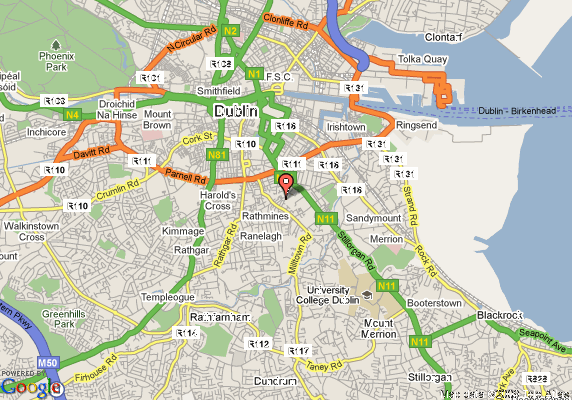 Clonliffe Rd
Clontarf
N2
N Circular Rd
Phoenix
Park
Tolka Quay
R108
F.S.C.
N1
R101
Smithfield
R131
R108
Droichid
Na Hinse
Dublin
Dublin - Birkenhead
N4
Mount
Brown
R118
Irishtown
Ringsend
Inchicore
Cork St
R110
R131
Davitt Rd
R111
N81
R111
R118
R131
Parnell Rd
R110
Crumlin Rd
R118
Strand Rd
R110
Harold's
Cross
Rathmines
N11
Sandymount
Walkinstown
Cross
Kimmage
Ranelagh
Merrion
Rathgar
Rathgar Rd
Milltown Rd
Stillorgan Rd
Rock Rd
Templeogue
University
College Dublin
N11
Booterstown
Greenhills
Park
Rathfarnham
Mount
Merrion
Blackrock
R114
R112
R117
N11
Seapoint Ave
M50
Firhouse Rd
Taney Rd
POWERED BY
Google
Dundrum
Stillorgan